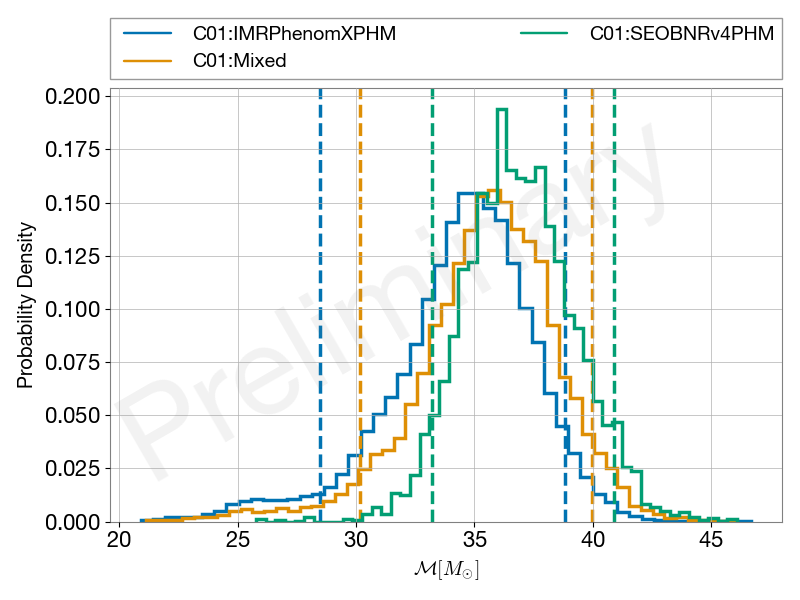 C01:IMRPhenomXPHM
C01:Mixed
C01:SEOBNRv4PHM
0.200
0.175
0.150
0.125
0.100
0.075
0.050
0.025
0.000
Probability Density
20 25 30 35 40 45
ℳ[M⊙]
Preliminary